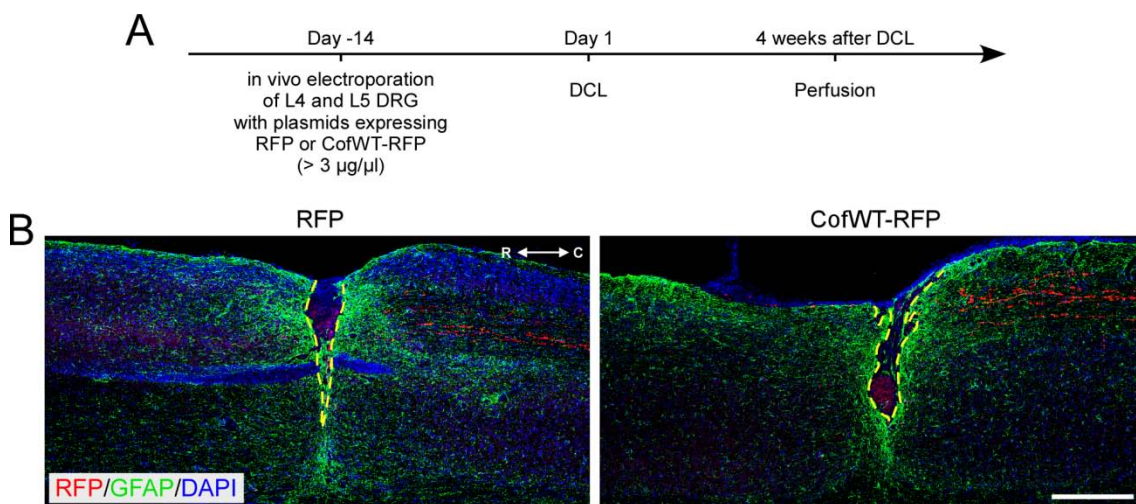 A
Day -14
Day 1
4 weeks after DCL
in vivo electroporation
of L4 and L5 DRG
with plasmids expressing
RFP or CofWT-RFP
(> 3 µg/µl)
DCL
Perfusion
B
RFP
CofWT-RFP
R
C
RFP/GFAP/DAPI